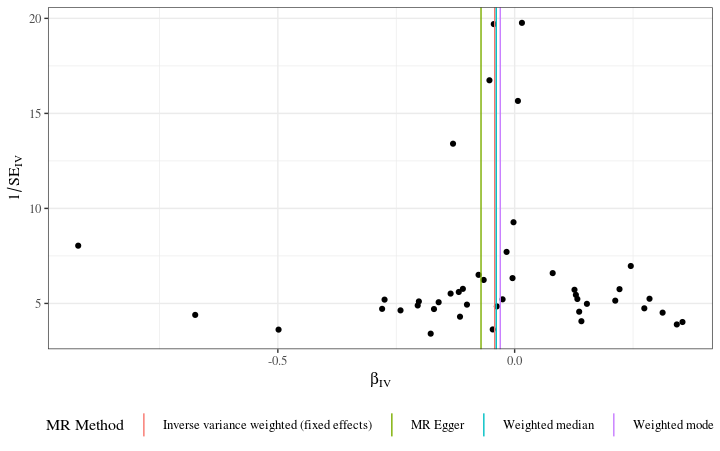 20
15
10
5
1/SE_IV
-0.5
0.0
β_IV
MR Method
Inverse variance weighted (fixed effects)
MR Egger
Weighted median
Weighted mode